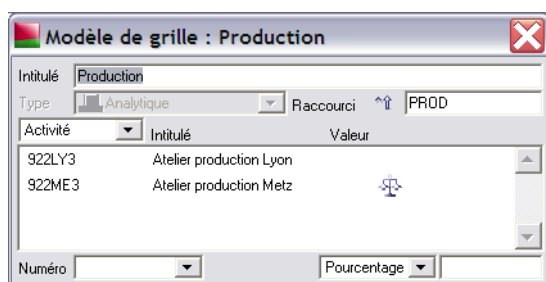 Modèle de grille : Production
Intitulé Production
Type Analytique Raccourci PROD
Activité Intitulé Valeur
922LY3 Atelier production Lyon
922ME3 Atelier production Metz
Numéro Pourcentage